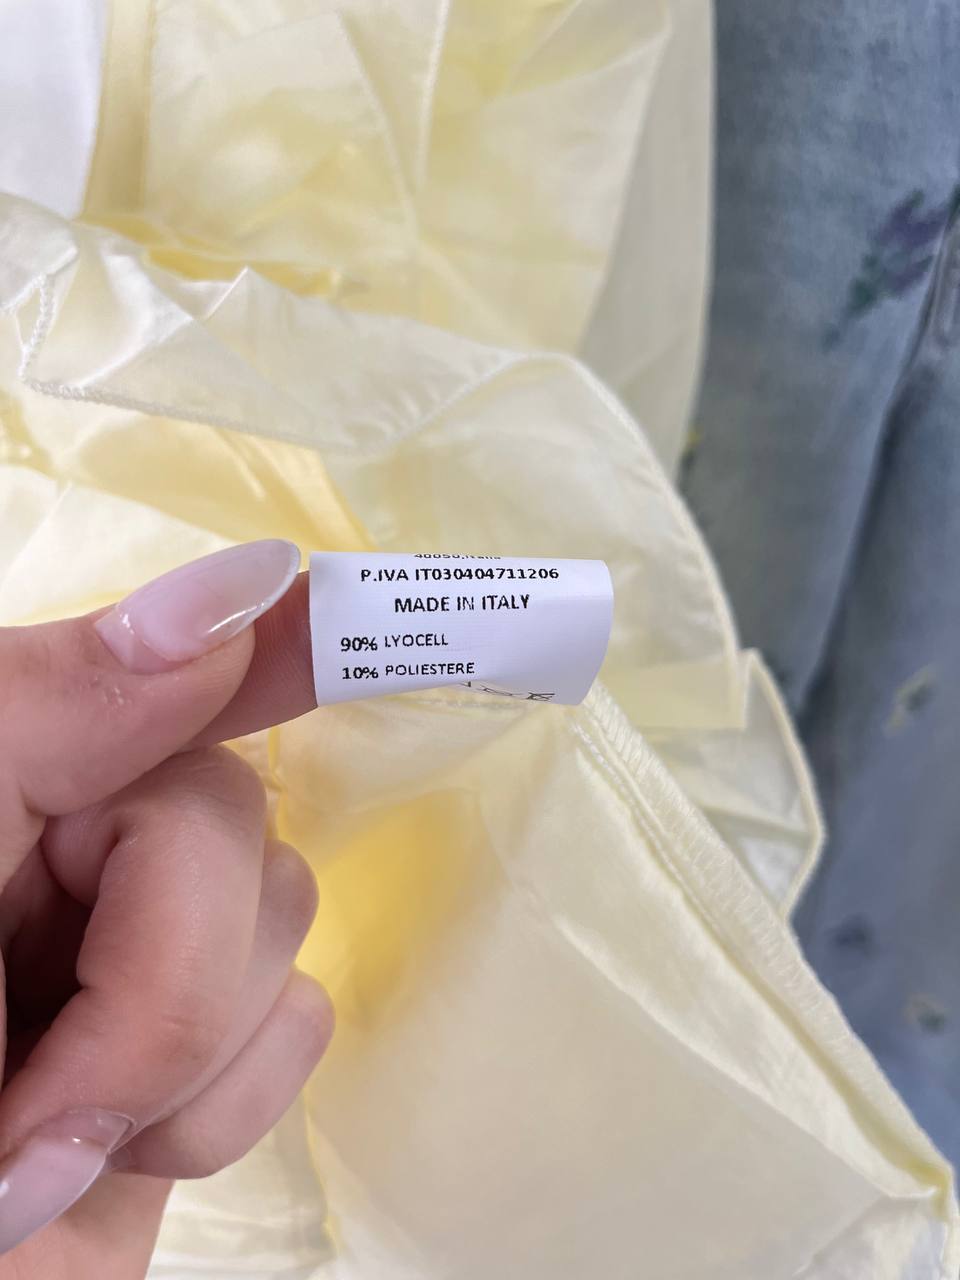 P.IVA IT030404711206
MADE IN ITALY
90% LYOCELL
10% POLIESTERE